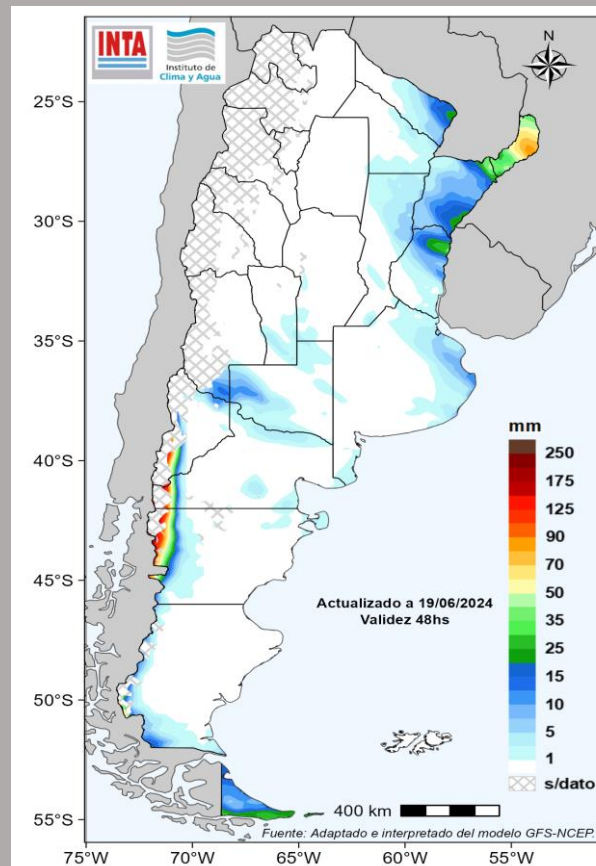 INTA
Instituto de
Clima y Agua
N
25°S
30°S
35°S
40°S
45°S
50°S
55°S
mm
250
175
125
90
70
50
35
25
15
10
5
1
s/dato
Actualizado a 19/06/2024
Validez 48hs
400 km
Fuente: Adaptado e interpretado del modelo GFS-NCEP.
75°W
70°W
65°W
60°W
55°W